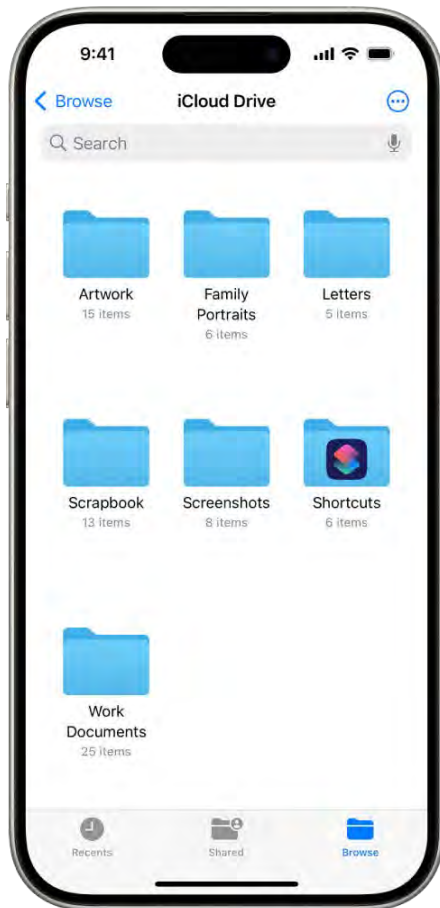 9:41
Browse
iCloud Drive
Search
Artwork
15 items
Family
Portraits
6 items
Letters
5 items
Scrapbook
13 items
Screenshots
8 items
Shortcuts
6 items
Work
Documents
25 items
Recents
Shared
Browse